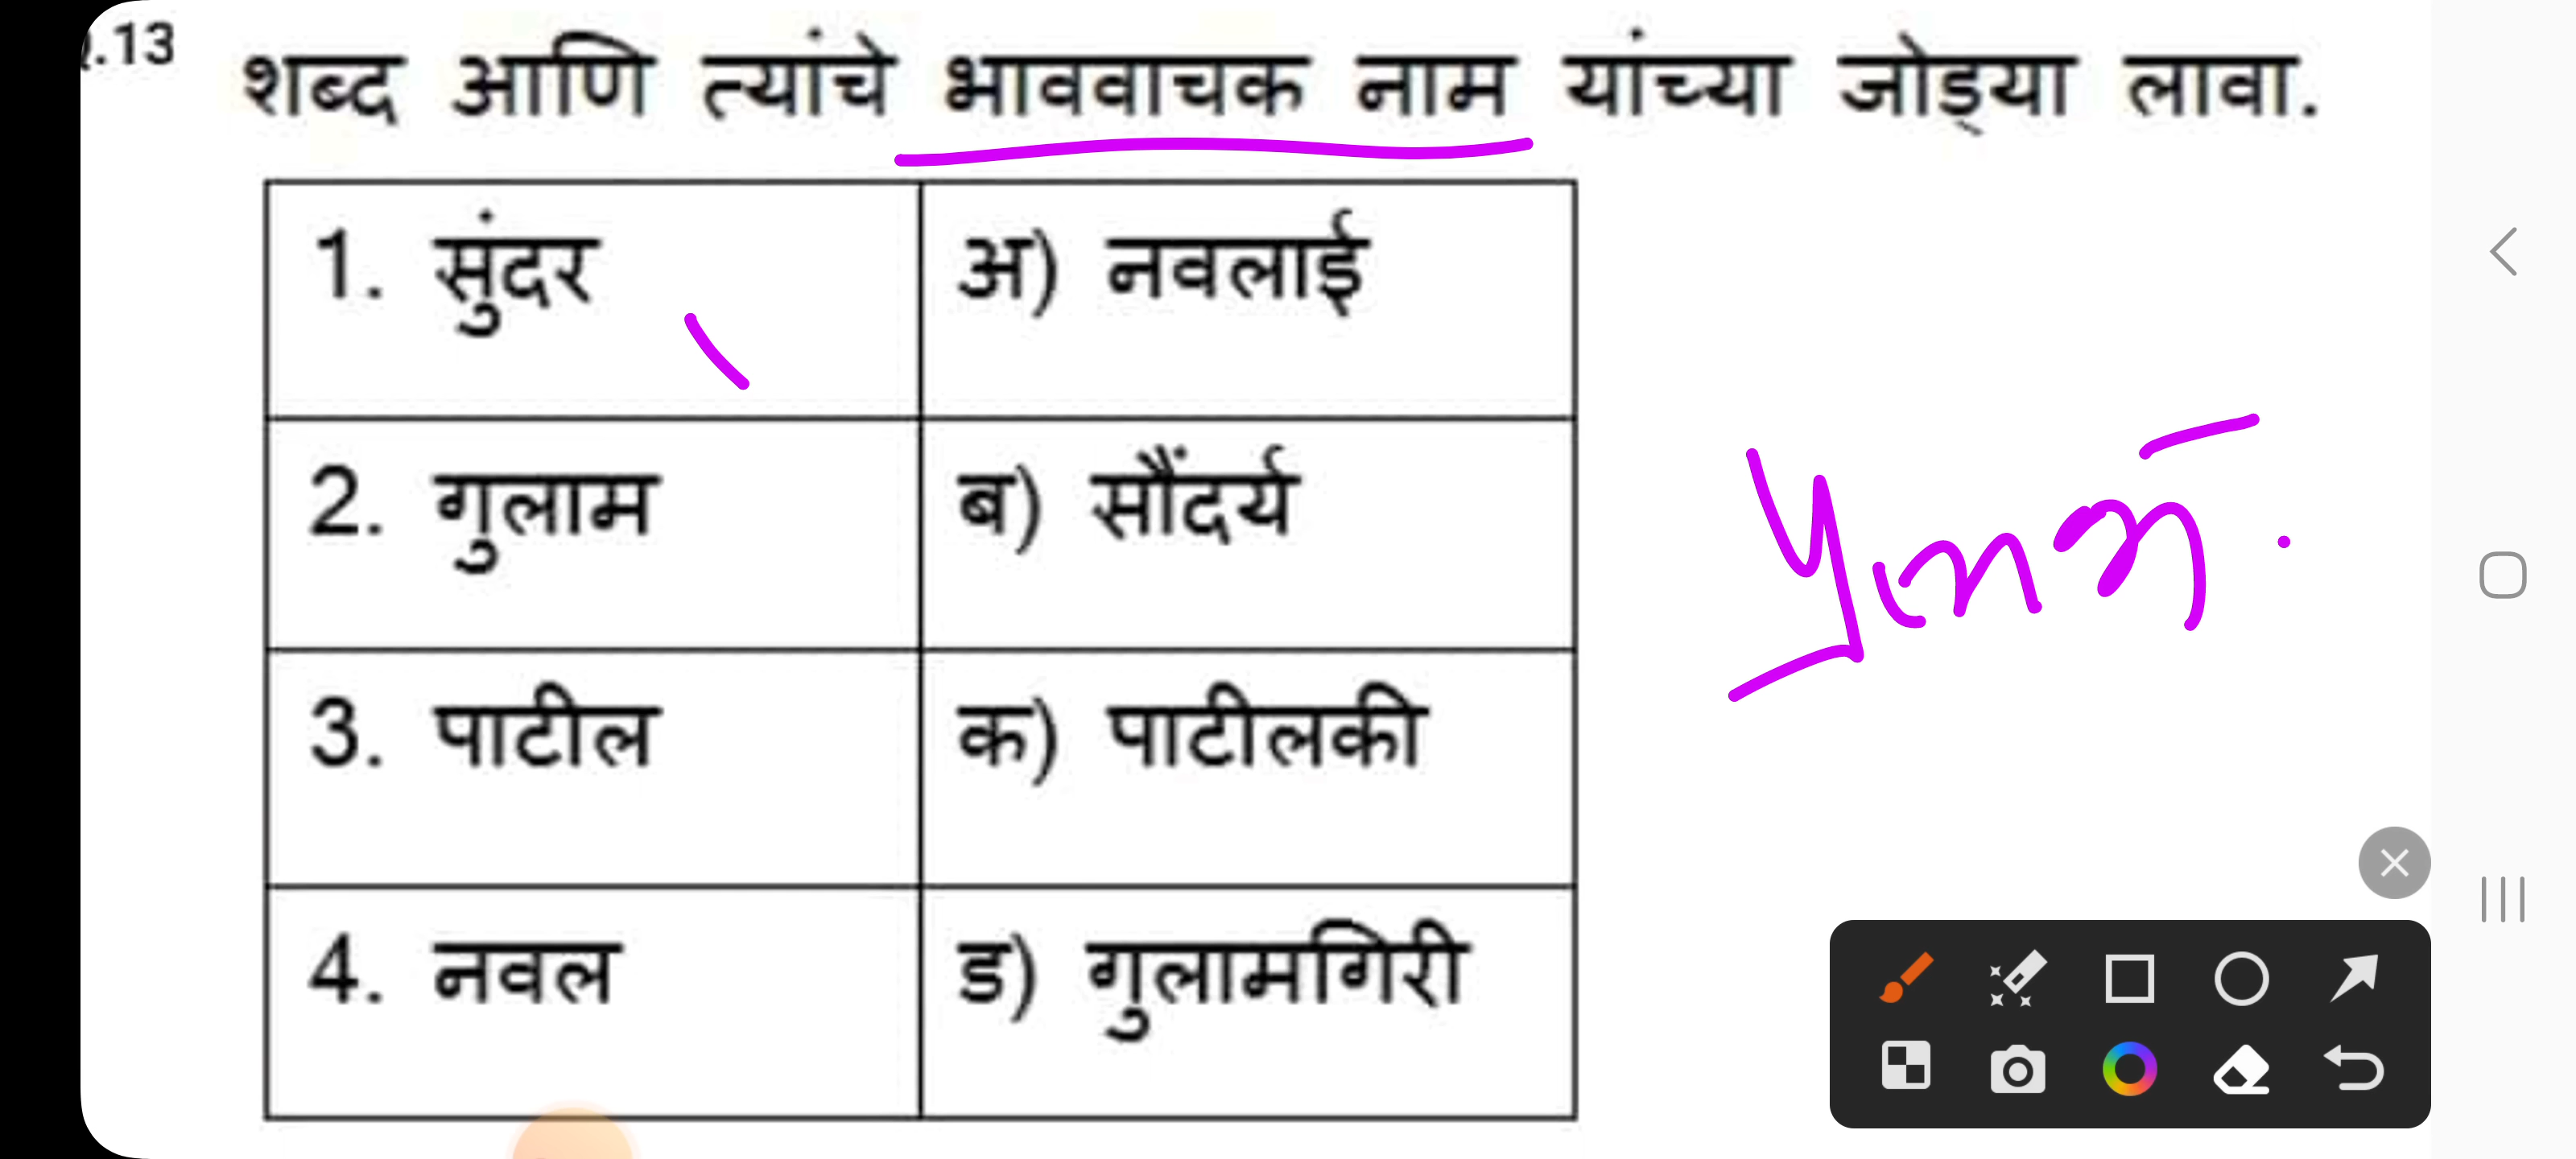 .13 शब्द आणि त्यांचे भाववाचक नाम यांच्या जोड्या लावा.
1. सुंदर अ) नवलाई
2. गुलाम ब) सौंदर्य
3. पाटील क) पाटीलकी
4. नवल ड) गुलामगिरी